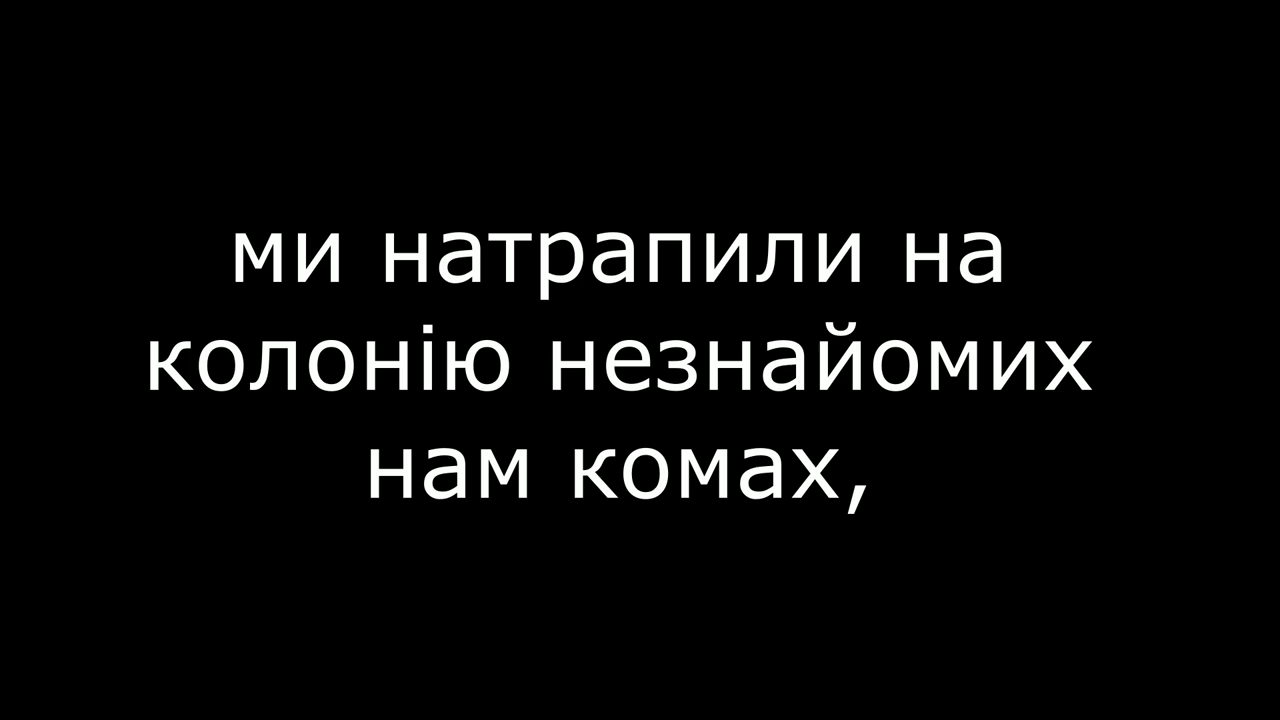 ми натрапили на
колонію незнайомих
нам комах,